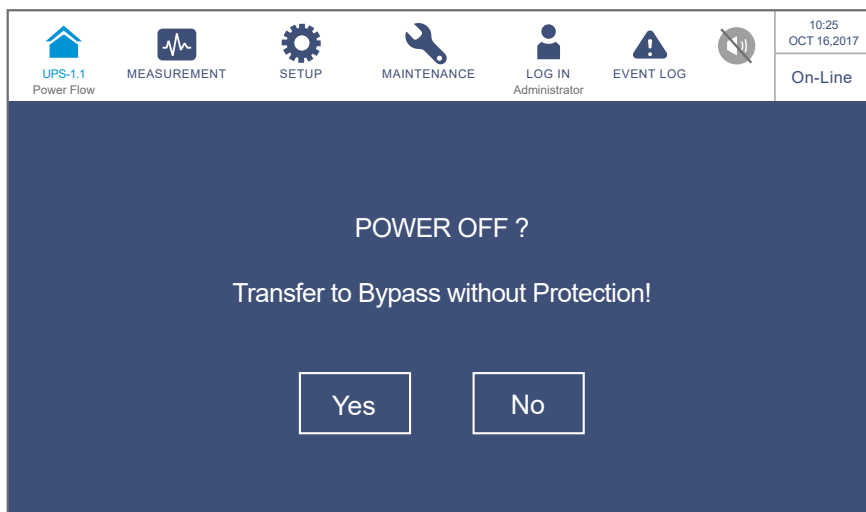 10:25
OCT 16,2017
UPS-1.1
MEASUREMENT
SETUP
MAINTENANCE
LOG IN
EVENT LOG
On-Line
Power Flow
Administrator
POWER OFF ?
Transfer to Bypass without Protection!
Yes
No